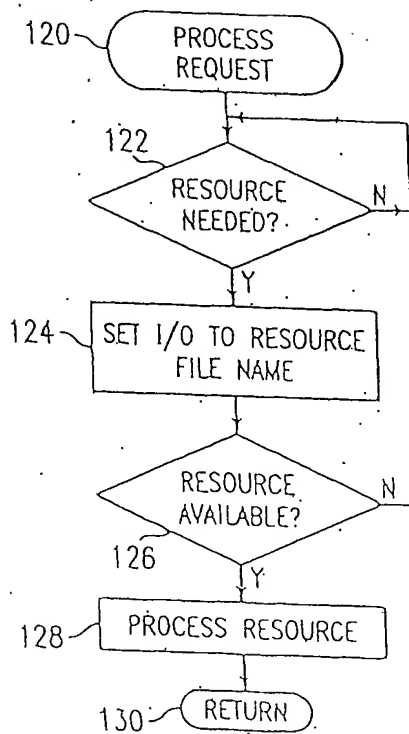 120
PROCESS
REQUEST
122
RESOURCE
NEEDED?
N
Y
124
SET I/O TO RESOURCE
FILE NAME
RESOURCE
AVAILABLE?
N
126
Y
128
PROCESS RESOURCE
130
RETURN